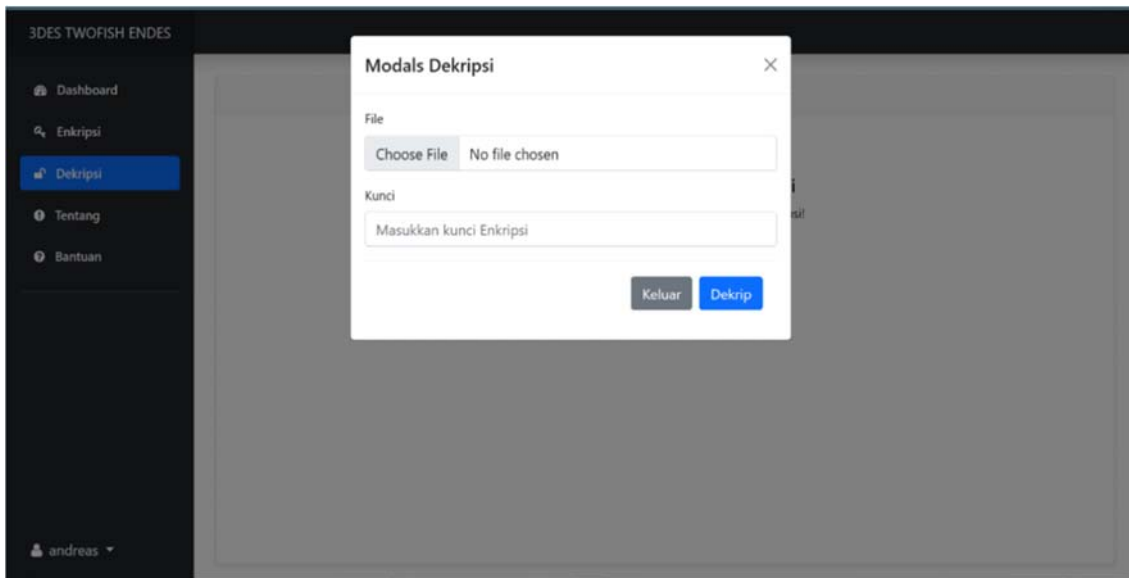 3DES TWOFISH ENDES
Dashboard
Enkripsi
Dekripsi
Tentang
Bantuan
andreas
Modals Dekripsi
File
Choose File No file chosen
Kunci
Masukkan kunci Enkripsi
Keluar Dekrip